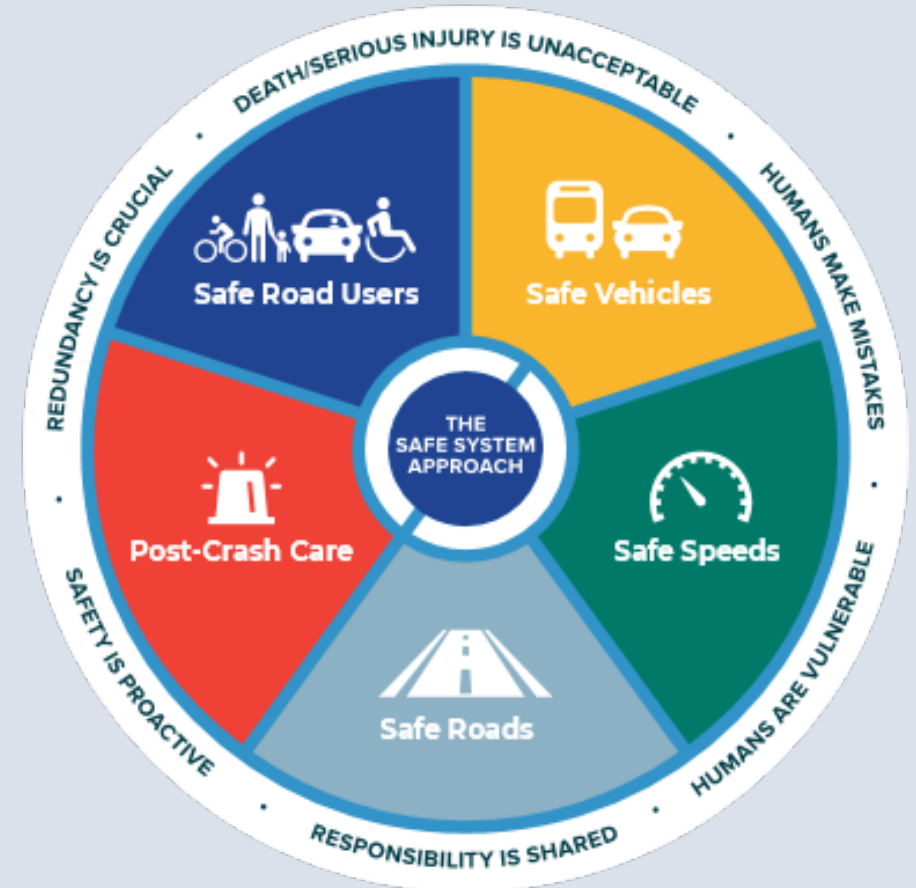 DEATH/SERIOUS INJURY IS UNACCEPTABLE
HUMANS MAKE MISTAKES
HUMANS ARE VULNERABLE
RESPONSIBILITY IS SHARED
SAFETY IS PROACTIVE
REDUNDANCY IS CRUCIAL
Safe Road Users
Safe Vehicles
Safe Speeds
Safe Roads
Post-Crash Care
THE
SAFE SYSTEM
APPROACH